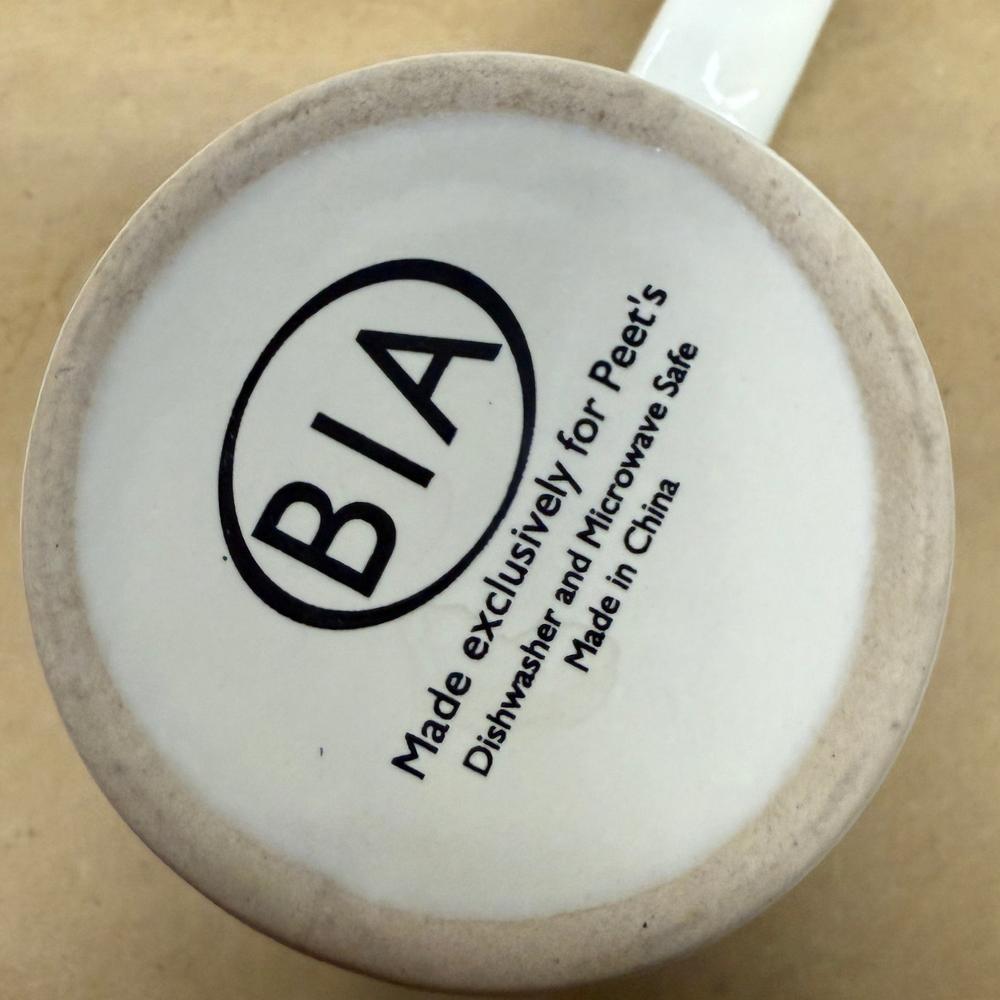 BIA
Made exclusively for Peet's
Dishwasher and Microwave Safe
Made in China